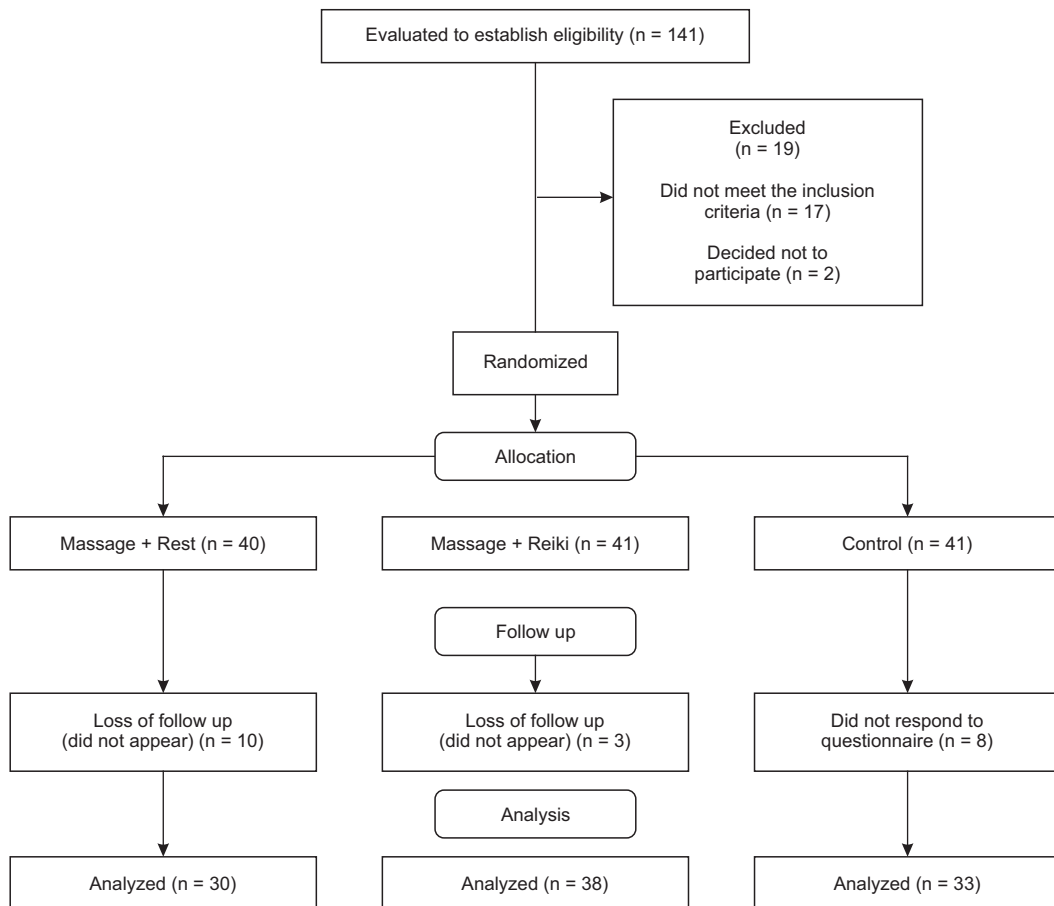 Evaluated to establish eligibility (n = 141)
Excluded
(n = 19)
Did not meet the inclusion
criteria (n = 17)
Decided not to
participate (n = 2)
Randomized
Allocation
Massage + Rest (n = 40)
Massage + Reiki (n = 41)
Control (n = 41)
Follow up
Loss of follow up
(did not appear) (n = 10)
Loss of follow up
(did not appear) (n = 3)
Did not respond to
questionnaire (n = 8)
Analysis
Analyzed (n = 30)
Analyzed (n = 38)
Analyzed (n = 33)